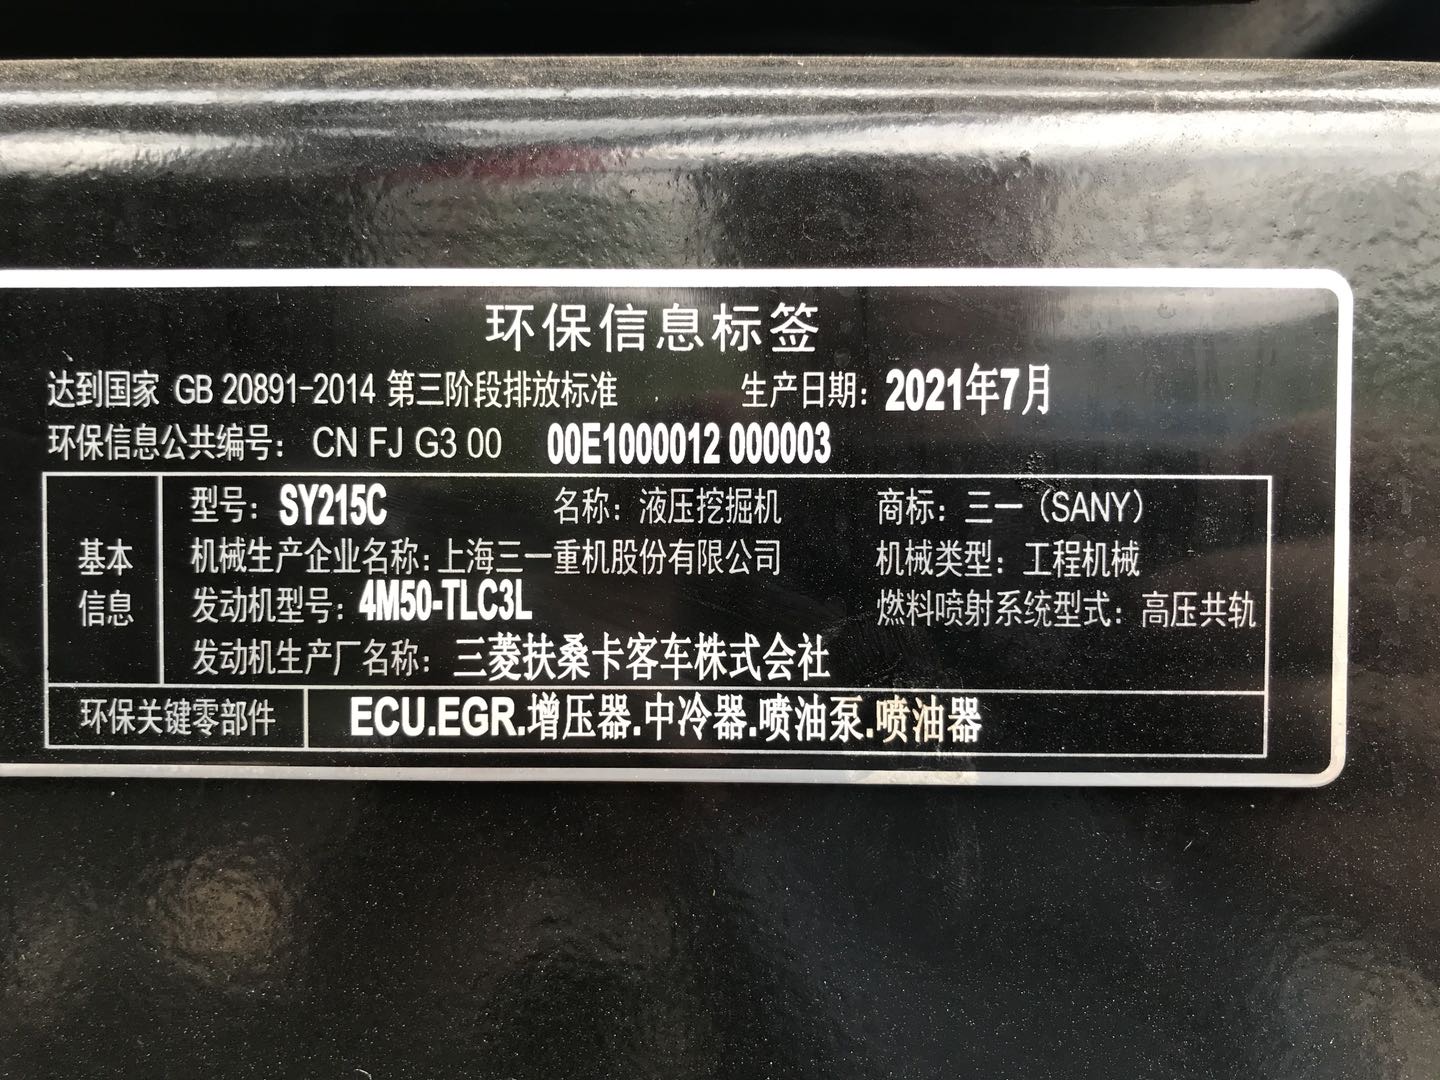 环保信息标签
达到国家 GB 20891-2014 第三阶段排放标准 生产日期：2021年7月
环保信息公共编号： CN FJ G3 00 00E1000012 000003
型号：SY215C 名称：液压挖掘机 商标：三一（SANY）
基本信息
机械生产企业名称：上海三一重机股份有限公司 机械类型：工程机械
发动机型号：4M50-TLC3L 燃料喷射系统型式：高压共轨
发动机生产厂名称：三菱扶桑卡客车株式会社
环保关键零部件 ECU.EGR.增压器.中冷器.喷油泵.喷油器